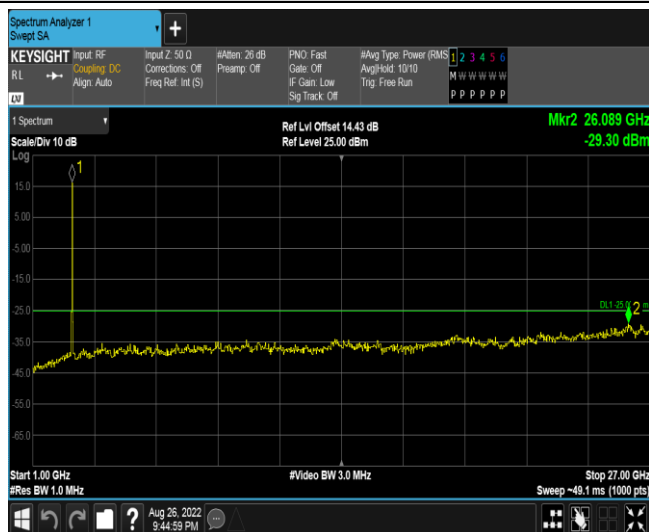 Spectrum Analyzer 1
Swept SA
KEYSIGHT
RL
LXI
Input: RF
Coupling: DC
Align: Auto
Input Z: 50 Ω
Corrections: Off
Freq Ref: Int (S)
#Atten: 26 dB
Preamp: Off
PNO: Fast
Gate: Off
IF Gain: Low
Sig Track: Off
#Avg Type: Power (RMS
Avg|Hold: 10/10
Trig: Free Run
1 2 3 4 5 6
M W W W W W
P P P P P P
1 Spectrum
Scale/Div 10 dB
Ref Lvl Offset 14.43 dB
Ref Level 25.00 dBm
Mkr2 26.089 GHz
-29.30 dBm
Log
1
15.0
5.00
-5.00
-15.0
-25.0
DL1 -25.0
2
-35.0
-45.0
-55.0
-65.0
Start 1.00 GHz
#Video BW 3.0 MHz
Stop 27.00 GHz
#Res BW 1.0 MHz
Sweep ~49.1 ms (1000 pts)
?
Aug 26, 2022
9:44:59 PM